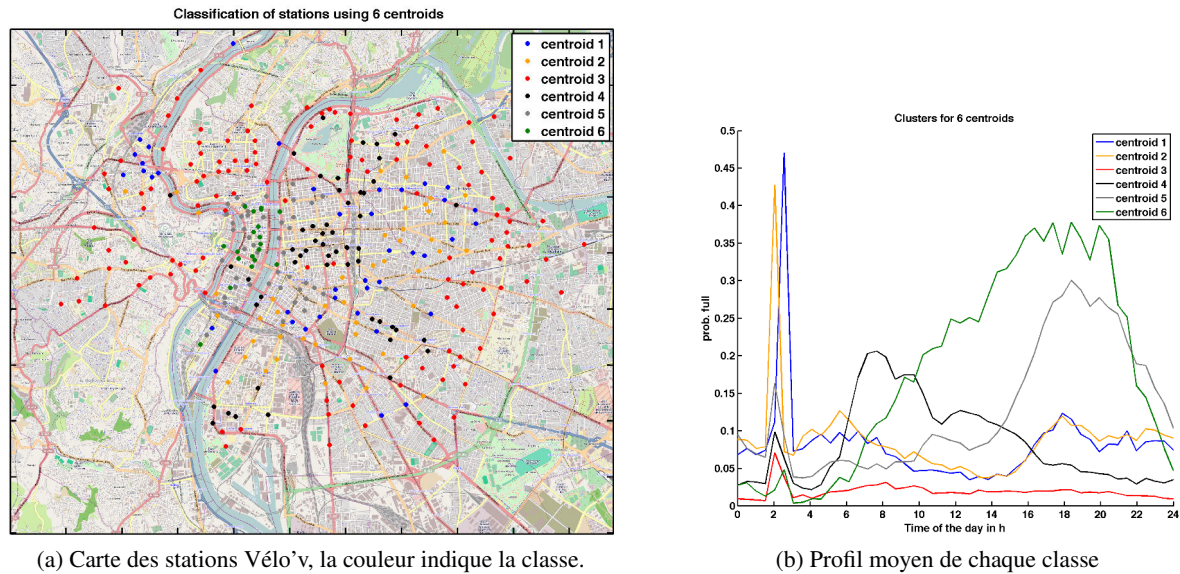 Classification of stations using 6 centroids
centroid 1
centroid 2
centroid 3
centroid 4
centroid 5
centroid 6
(a) Carte des stations Vélo'v, la couleur indique la classe.
Clusters for 6 centroids
0.5
0.45
0.4
0.35
0.3
0.25
0.2
0.15
0.1
0.05
0
prob. full
centroid 1
centroid 2
centroid 3
centroid 4
centroid 5
centroid 6
0 2 4 6 8 10 12 14 16 18 20 22 24
Time of the day in h
(b) Profil moyen de chaque classe